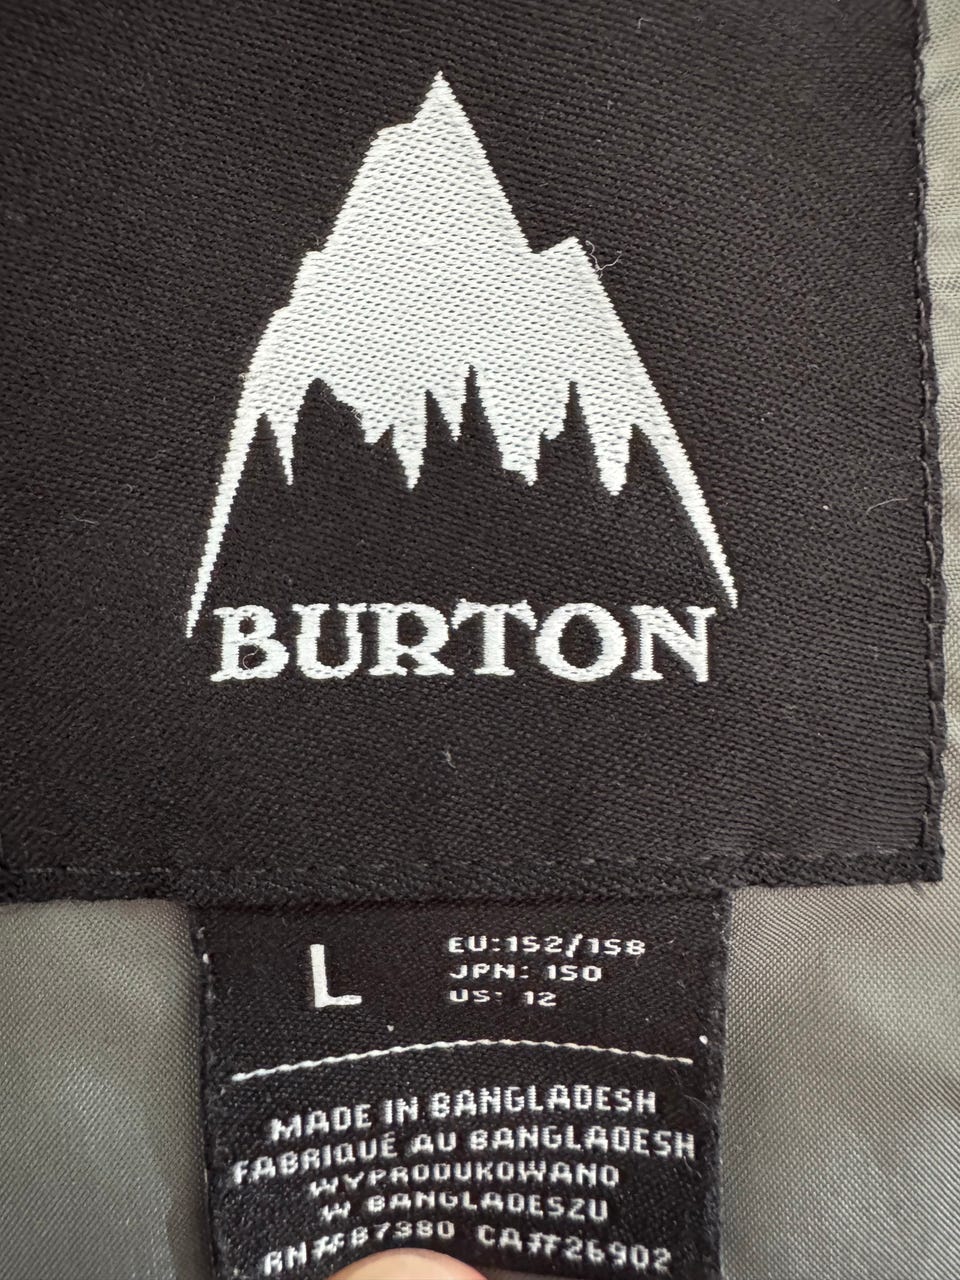 BURTON
L
EU:152/158
JPN: 150
US: 12
MADE IN BANGLADESH
FABRIQUÉ AU BANGLADESH
WYPRODUKOWANO
W BANGLADESZU
RN#87380 CA#26902